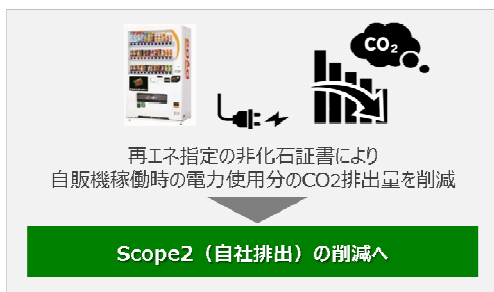 CO2
再エネ指定の非化石証書により
自販機稼働時の電力使用分のCO2排出量を削減
Scope2（自社排出）の削減へ